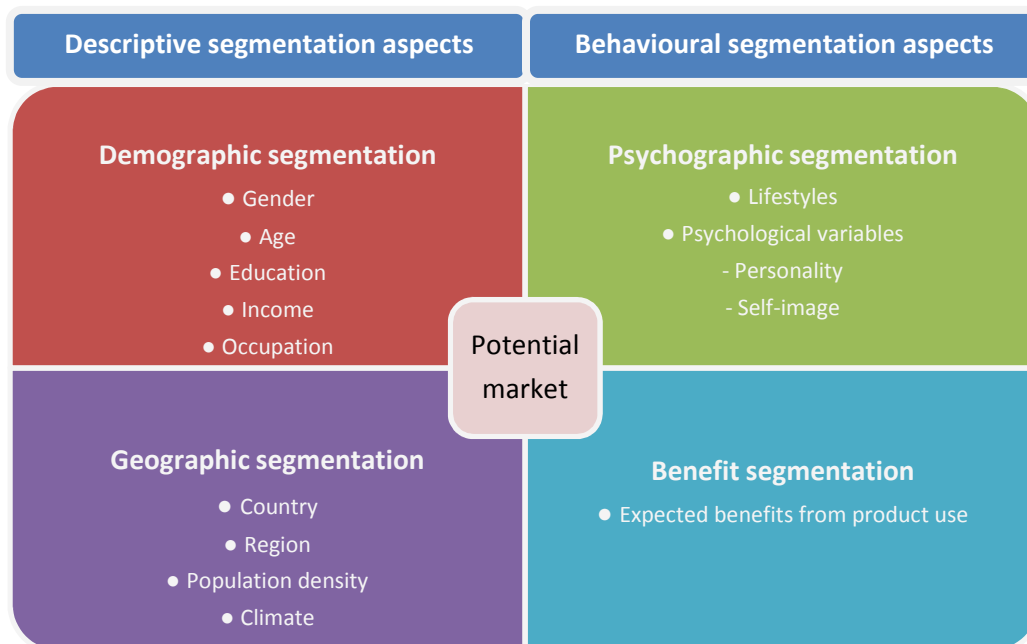 Descriptive segmentation aspects
Behavioural segmentation aspects
Demographic segmentation
● Gender
● Age
● Education
● Income
● Occupation
Psychographic segmentation
● Lifestyles
● Psychological variables
- Personality
- Self-image
Potential
market
Geographic segmentation
● Country
● Region
● Population density
● Climate
Benefit segmentation
● Expected benefits from product use